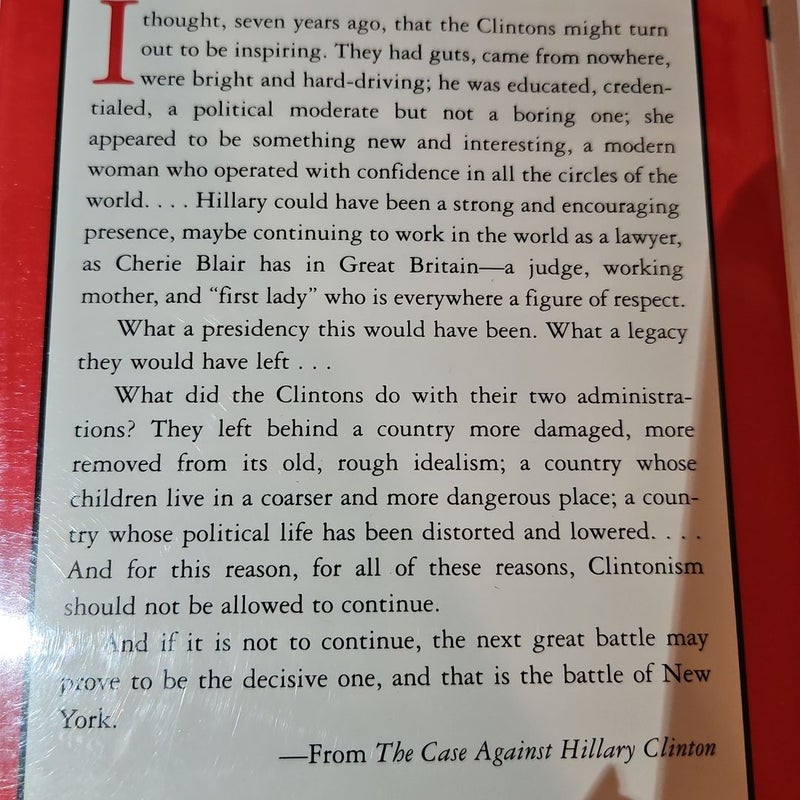 I thought, seven years ago, that the Clintons might turn
out to be inspiring. They had guts, came from nowhere,
were bright and hard-driving; he was educated, creden-
tialed, a political moderate but not a boring one; she
appeared to be something new and interesting, a modern
woman who operated with confidence in all the circles of the
world. . . . Hillary could have been a strong and encouraging
presence, maybe continuing to work in the world as a lawyer,
as Cherie Blair has in Great Britain—a judge, working
mother, and “first lady” who is everywhere a figure of respect.
What a presidency this would have been. What a legacy
they would have left . . .
What did the Clintons do with their two administra-
tions? They left behind a country more damaged, more
removed from its old, rough idealism; a country whose
children live in a coarser and more dangerous place; a coun-
try whose political life has been distorted and lowered. . . .
And for this reason, for all of these reasons, Clintonism
should not be allowed to continue.
And if it is not to continue, the next great battle may
prove to be the decisive one, and that is the battle of New
York.
—From The Case Against Hillary Clinton